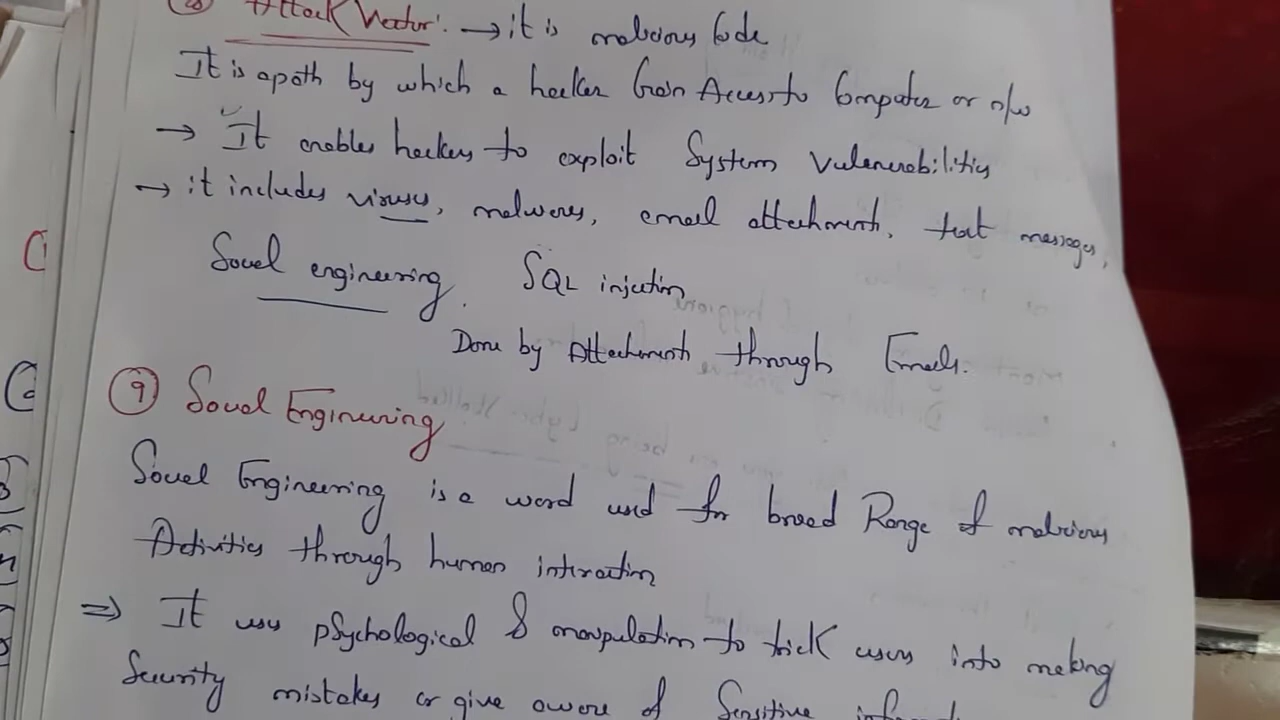 ⑧ Attack Vector: → it is malicious Code
It is a path by which a hacker Gain Access to Computer or n/w
→ It enables hackers to exploit System Vulenerabilities
→ it includes viruses, malwares, email attachments, text messages,
Social engineering. SQL injection
Done by Attachments through Emails.
⑨ Social Engineering
Social Engineering is a word used for broad Range of malicious
Activities through human interaction
⇒ It uses psychological & manipulation to trick users into making
Security mistakes or give aware of Sensitive